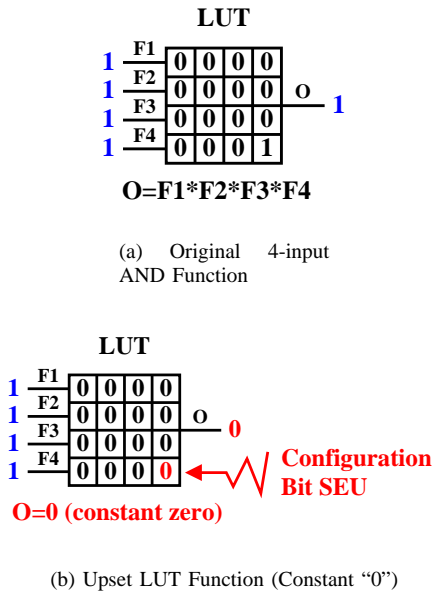 LUT
F1
F2
F3
F4
1
1
1
1
0 0 0 0
0 0 0 0
0 0 0 0
0 0 0 1
O
1
O=F1*F2*F3*F4
(a) Original 4-input
AND Function
LUT
F1
F2
F3
F4
1
1
1
1
0 0 0 0
0 0 0 0
0 0 0 0
0 0 0 0
O
0
Configuration
Bit SEU
O=0 (constant zero)
(b) Upset LUT Function (Constant “0”)